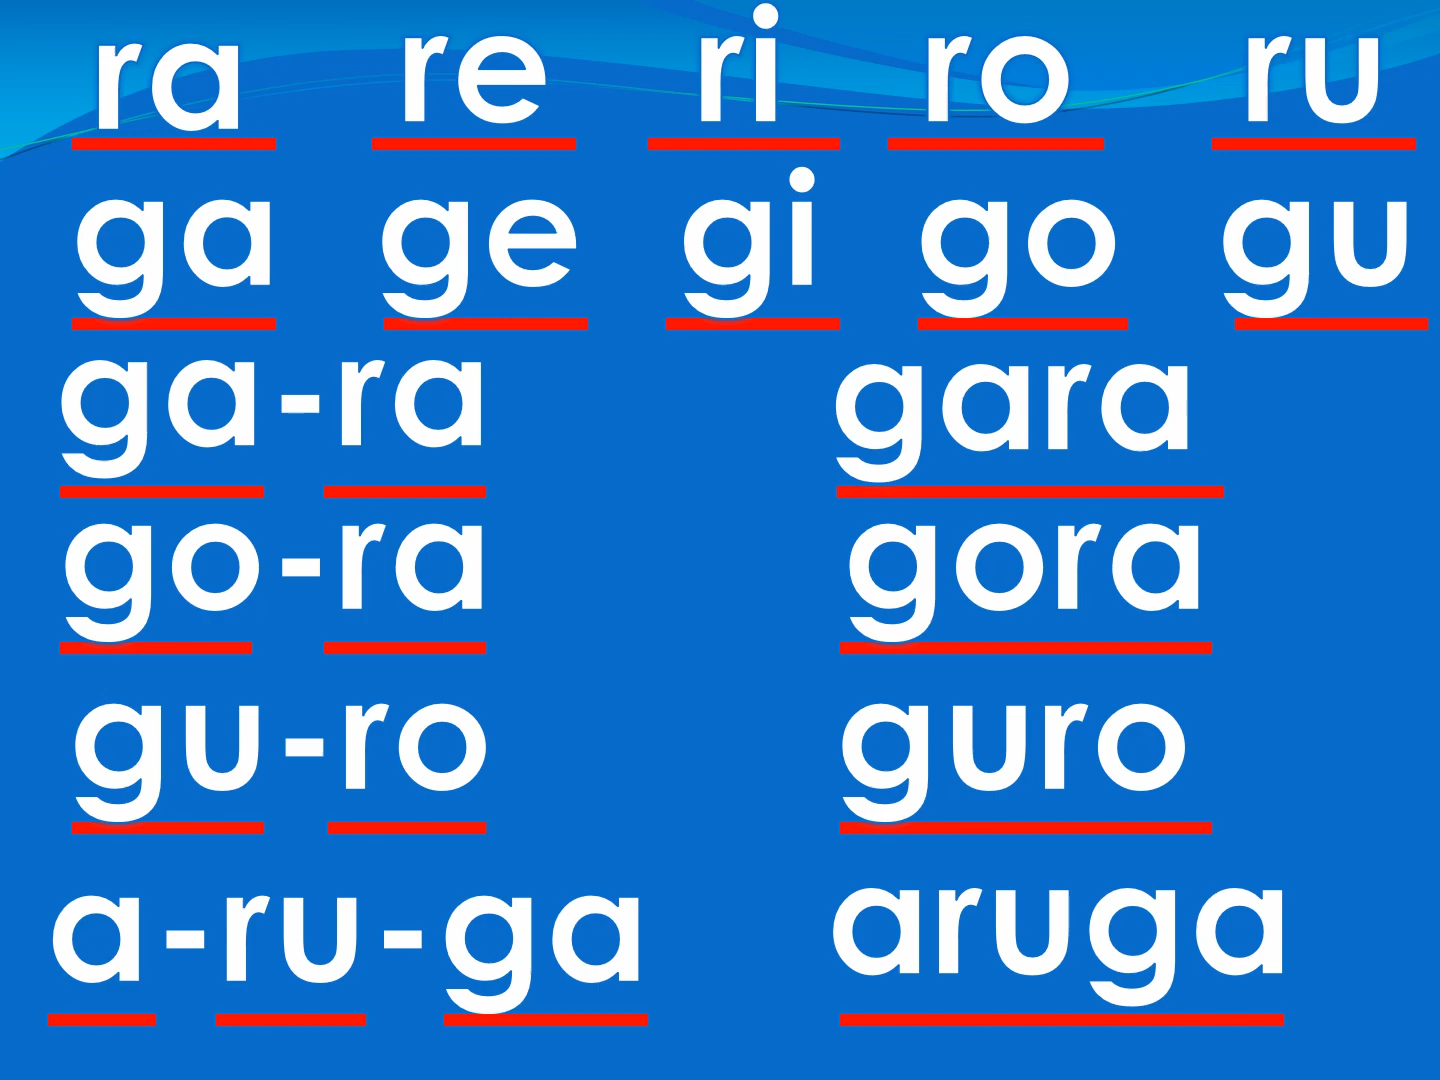 ra re ri ro ru
ga ge gi go gu
ga-ra gara
go-ra gora
gu-ro guro
a-ru-ga aruga